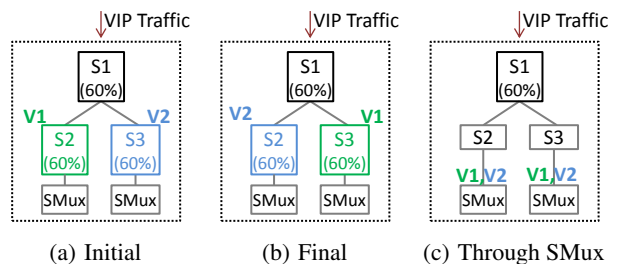 VIP Traffic
S1
(60%)
V1
V2
S2
(60%)
S3
(60%)
SMux
SMux
(a) Initial
VIP Traffic
S1
(60%)
V2
V1
S2
(60%)
S3
(60%)
SMux
SMux
(b) Final
VIP Traffic
S1
(60%)
S2
S3
V1,V2
V1,V2
SMux
SMux
(c) Through SMux